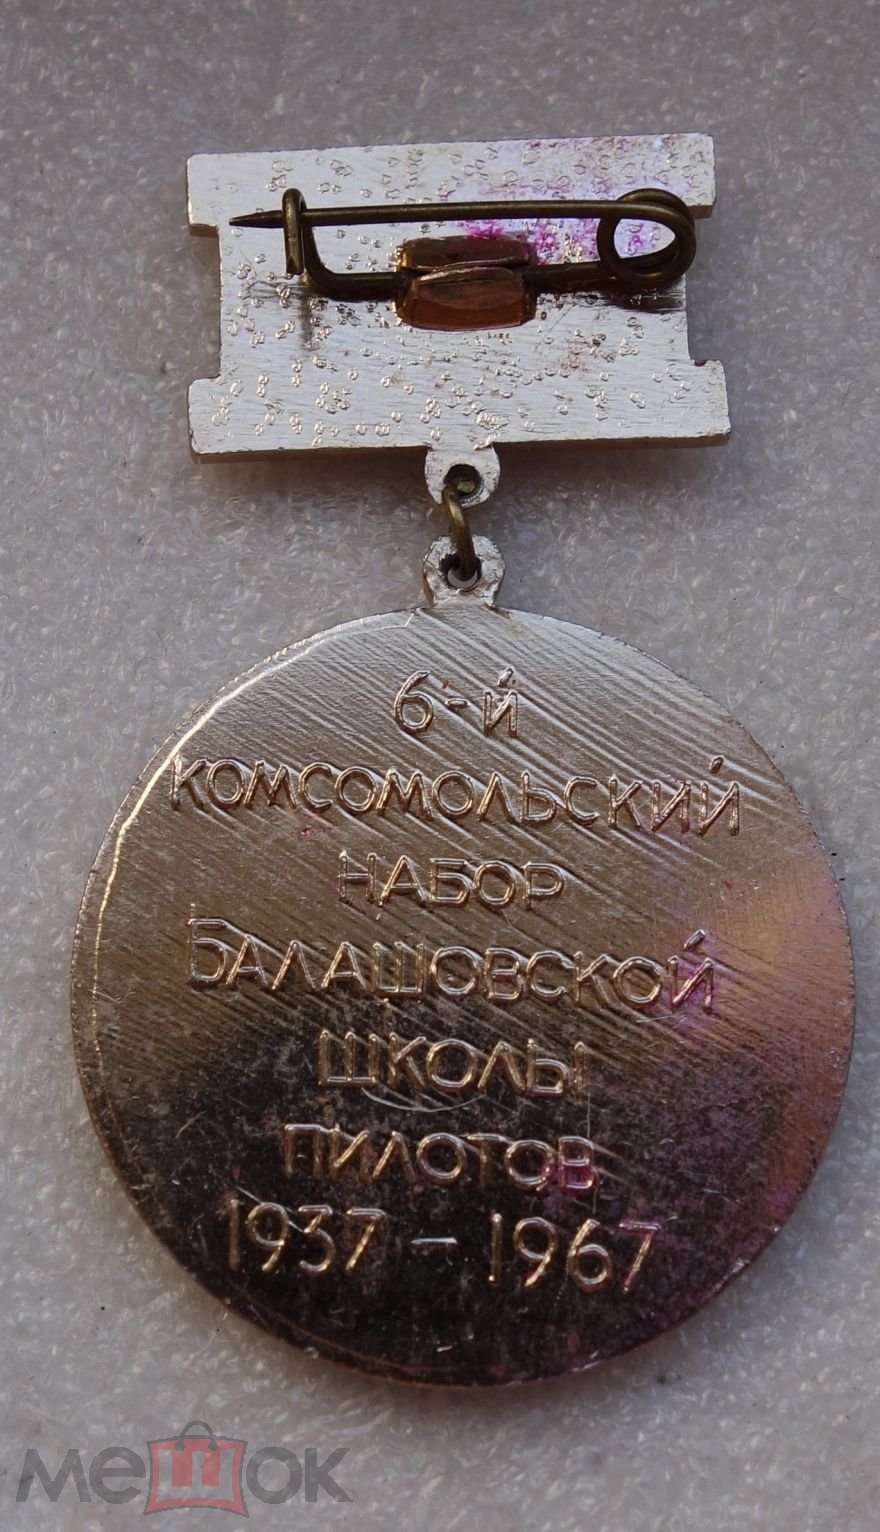 6-й
КОМСОМОЛЬСКИЙ
НАБОР
БАЛАШОВСКОЙ
ШКОЛЫ
ПИЛОТОВ
1937 - 1967
мешок